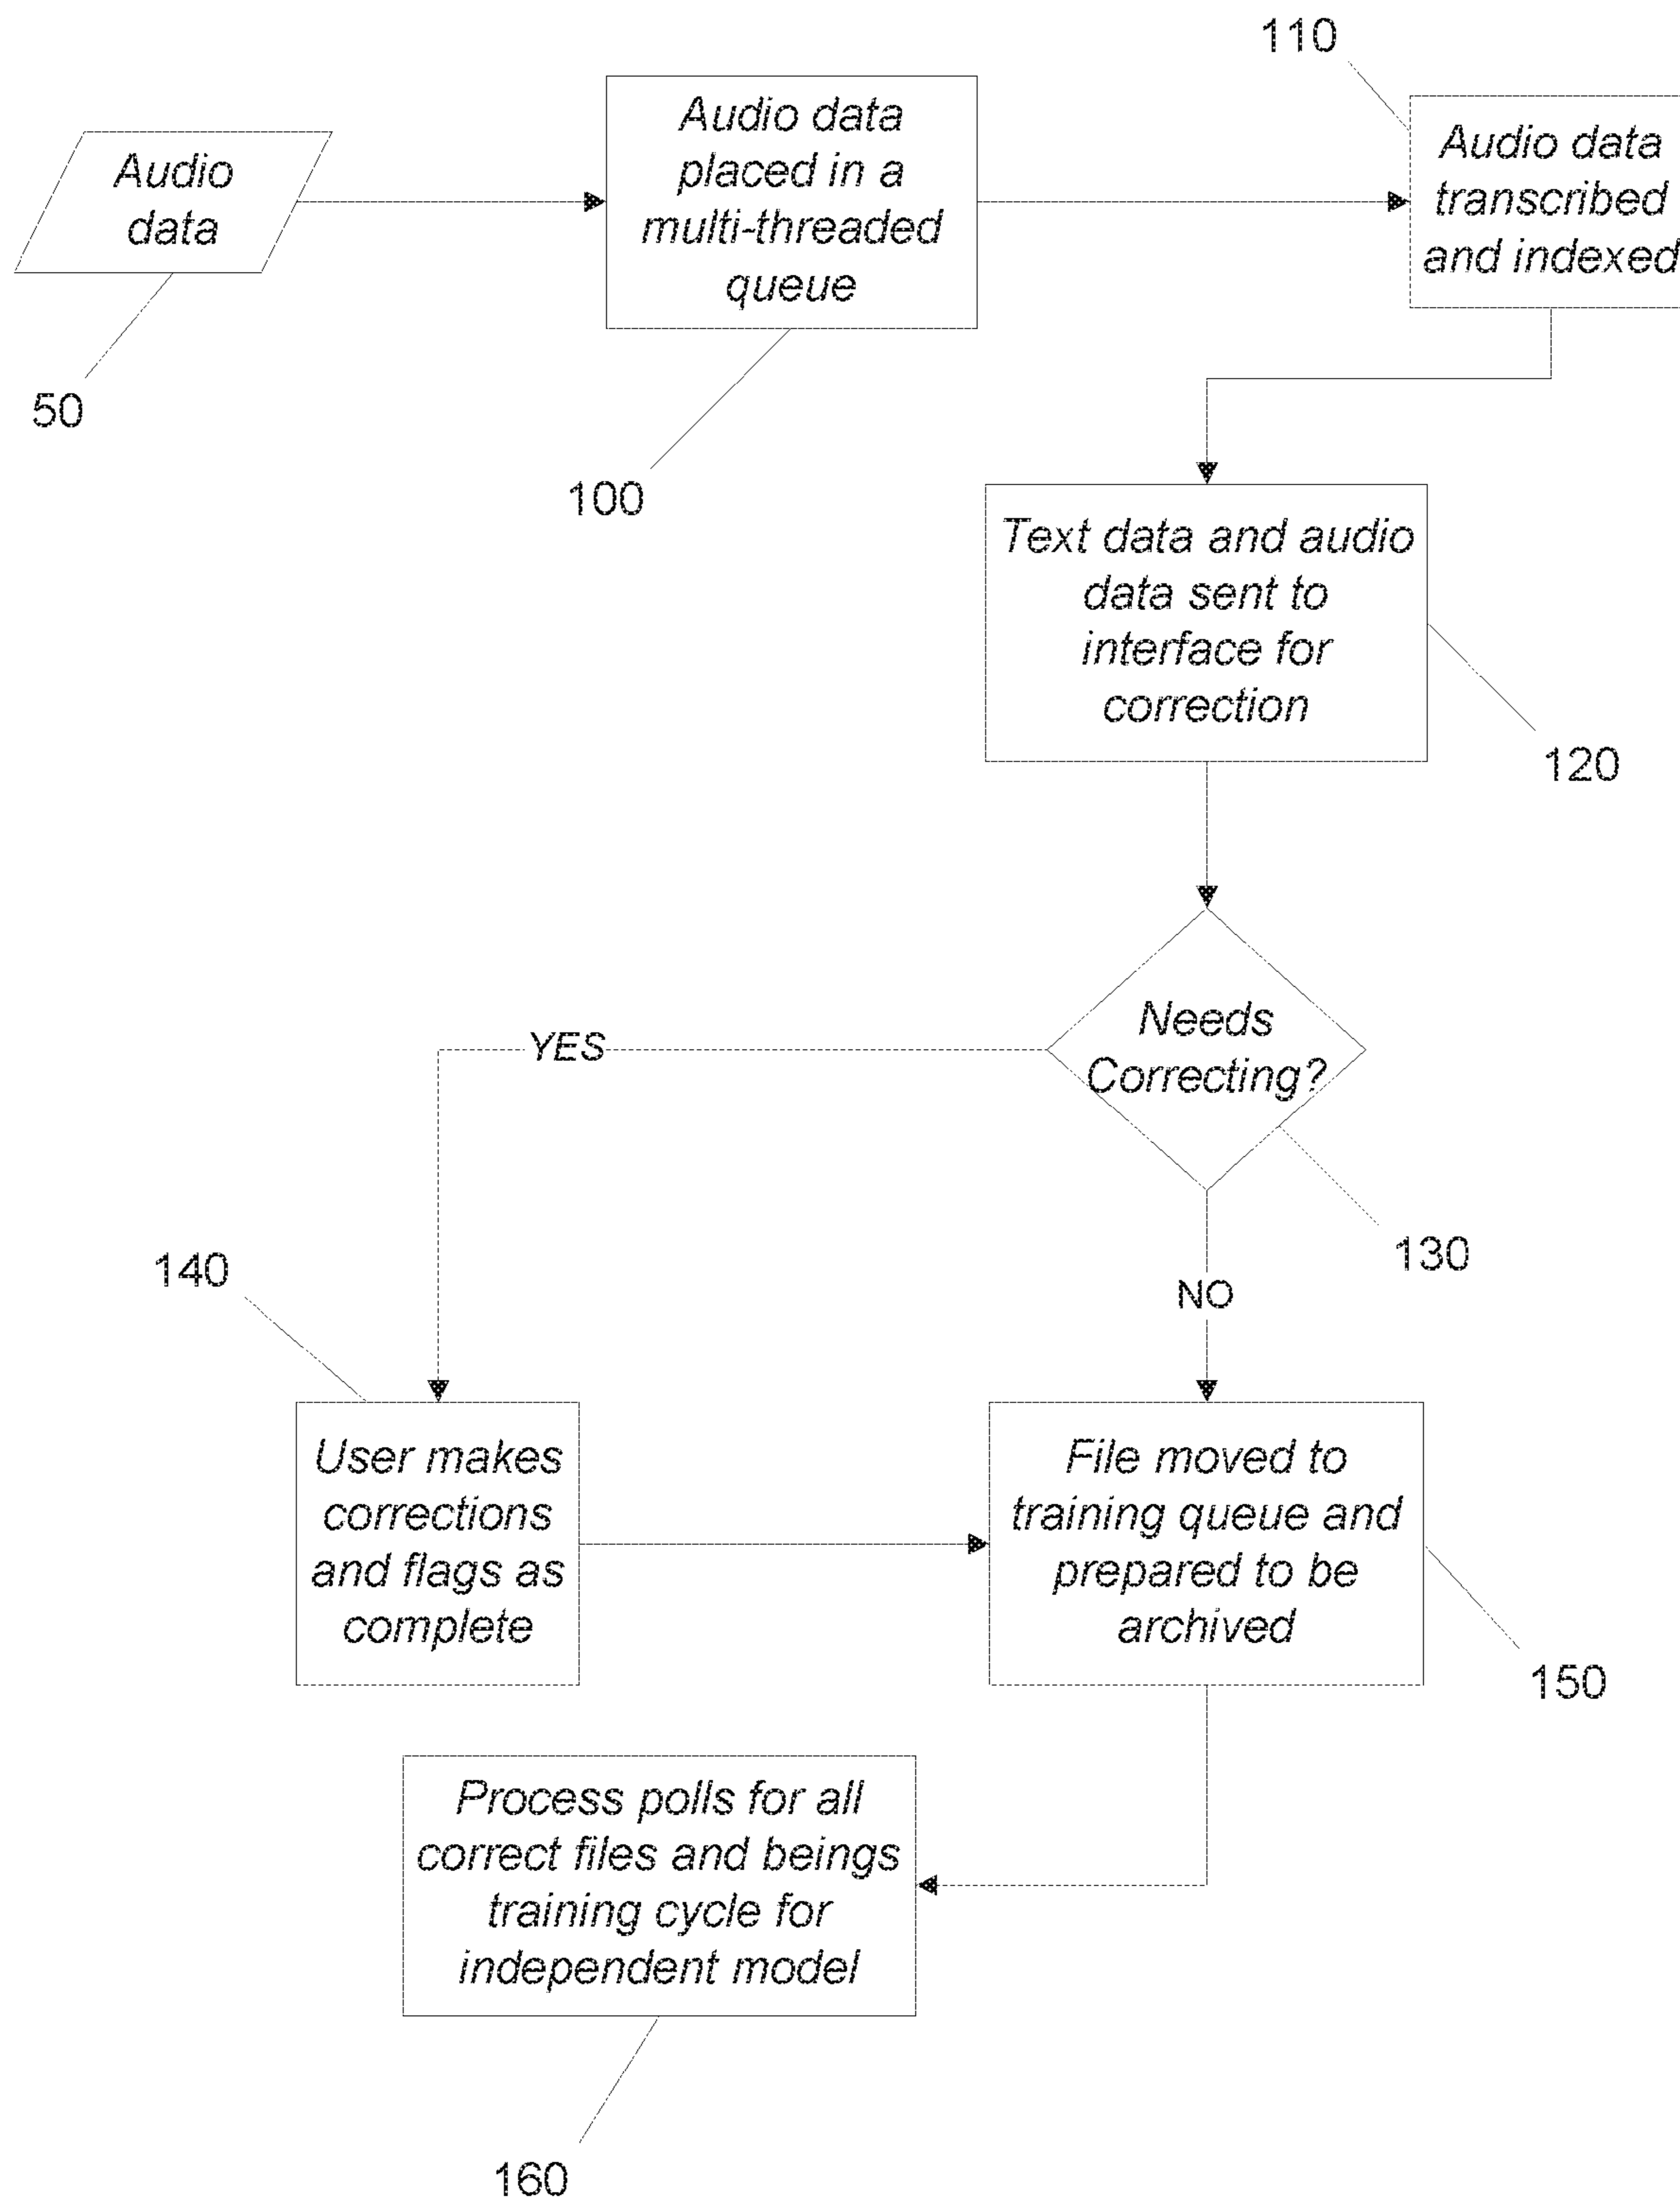 110
Audio
data
50
Audio data
placed in a
multi-threaded
queue
100
Audio data
transcribed
and indexed
Text data and audio
data sent to
interface for
correction
120
Needs
Correcting?
130
YES
NO
140
User makes
corrections
and flags as
complete
File moved to
training queue and
prepared to be
archived
150
Process polls for all
correct files and beings
training cycle for
independent model
160